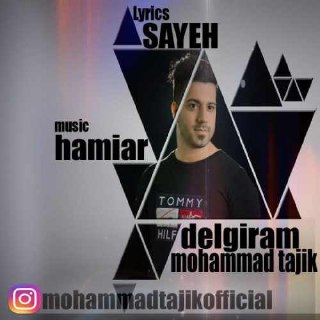 Lyrics
SAYEH
music
hamiar
TOMMY
HILF
delgiram
mohammad tajik
mohammadtajikofficial